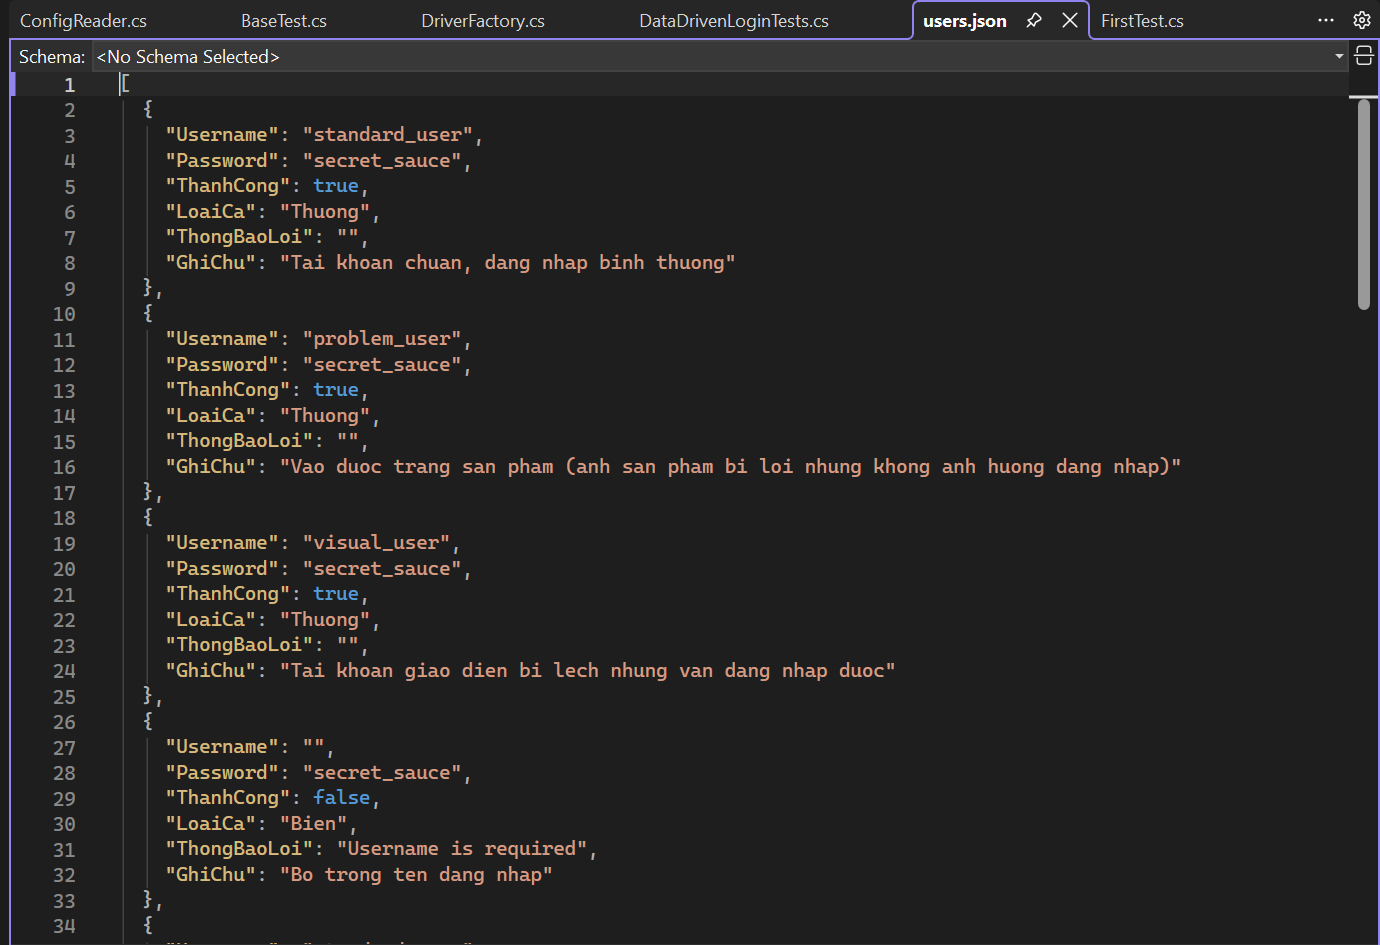 ConfigReader.cs BaseTest.cs DriverFactory.cs DataDrivenLoginTests.cs users.json FirstTest.cs
Schema: <No Schema Selected>
1 [
2 {
3 "Username": "standard_user",
4 "Password": "secret_sauce",
5 "ThanhCong": true,
6 "LoaiCa": "Thuong",
7 "ThongBaoLoi": "",
8 "GhiChu": "Tai khoan chuan, dang nhap binh thuong"
9 },
10 {
11 "Username": "problem_user",
12 "Password": "secret_sauce",
13 "ThanhCong": true,
14 "LoaiCa": "Thuong",
15 "ThongBaoLoi": "",
16 "GhiChu": "Vao duoc trang san pham (anh san pham bi loi nhung khong anh huong dang nhap)"
17 },
18 {
19 "Username": "visual_user",
20 "Password": "secret_sauce",
21 "ThanhCong": true,
22 "LoaiCa": "Thuong",
23 "ThongBaoLoi": "",
24 "GhiChu": "Tai khoan giao dien bi lech nhung van dang nhap duoc"
25 },
26 {
27 "Username": "",
28 "Password": "secret_sauce",
29 "ThanhCong": false,
30 "LoaiCa": "Bien",
31 "ThongBaoLoi": "Username is required",
32 "GhiChu": "Bo trong ten dang nhap"
33 },
34 {